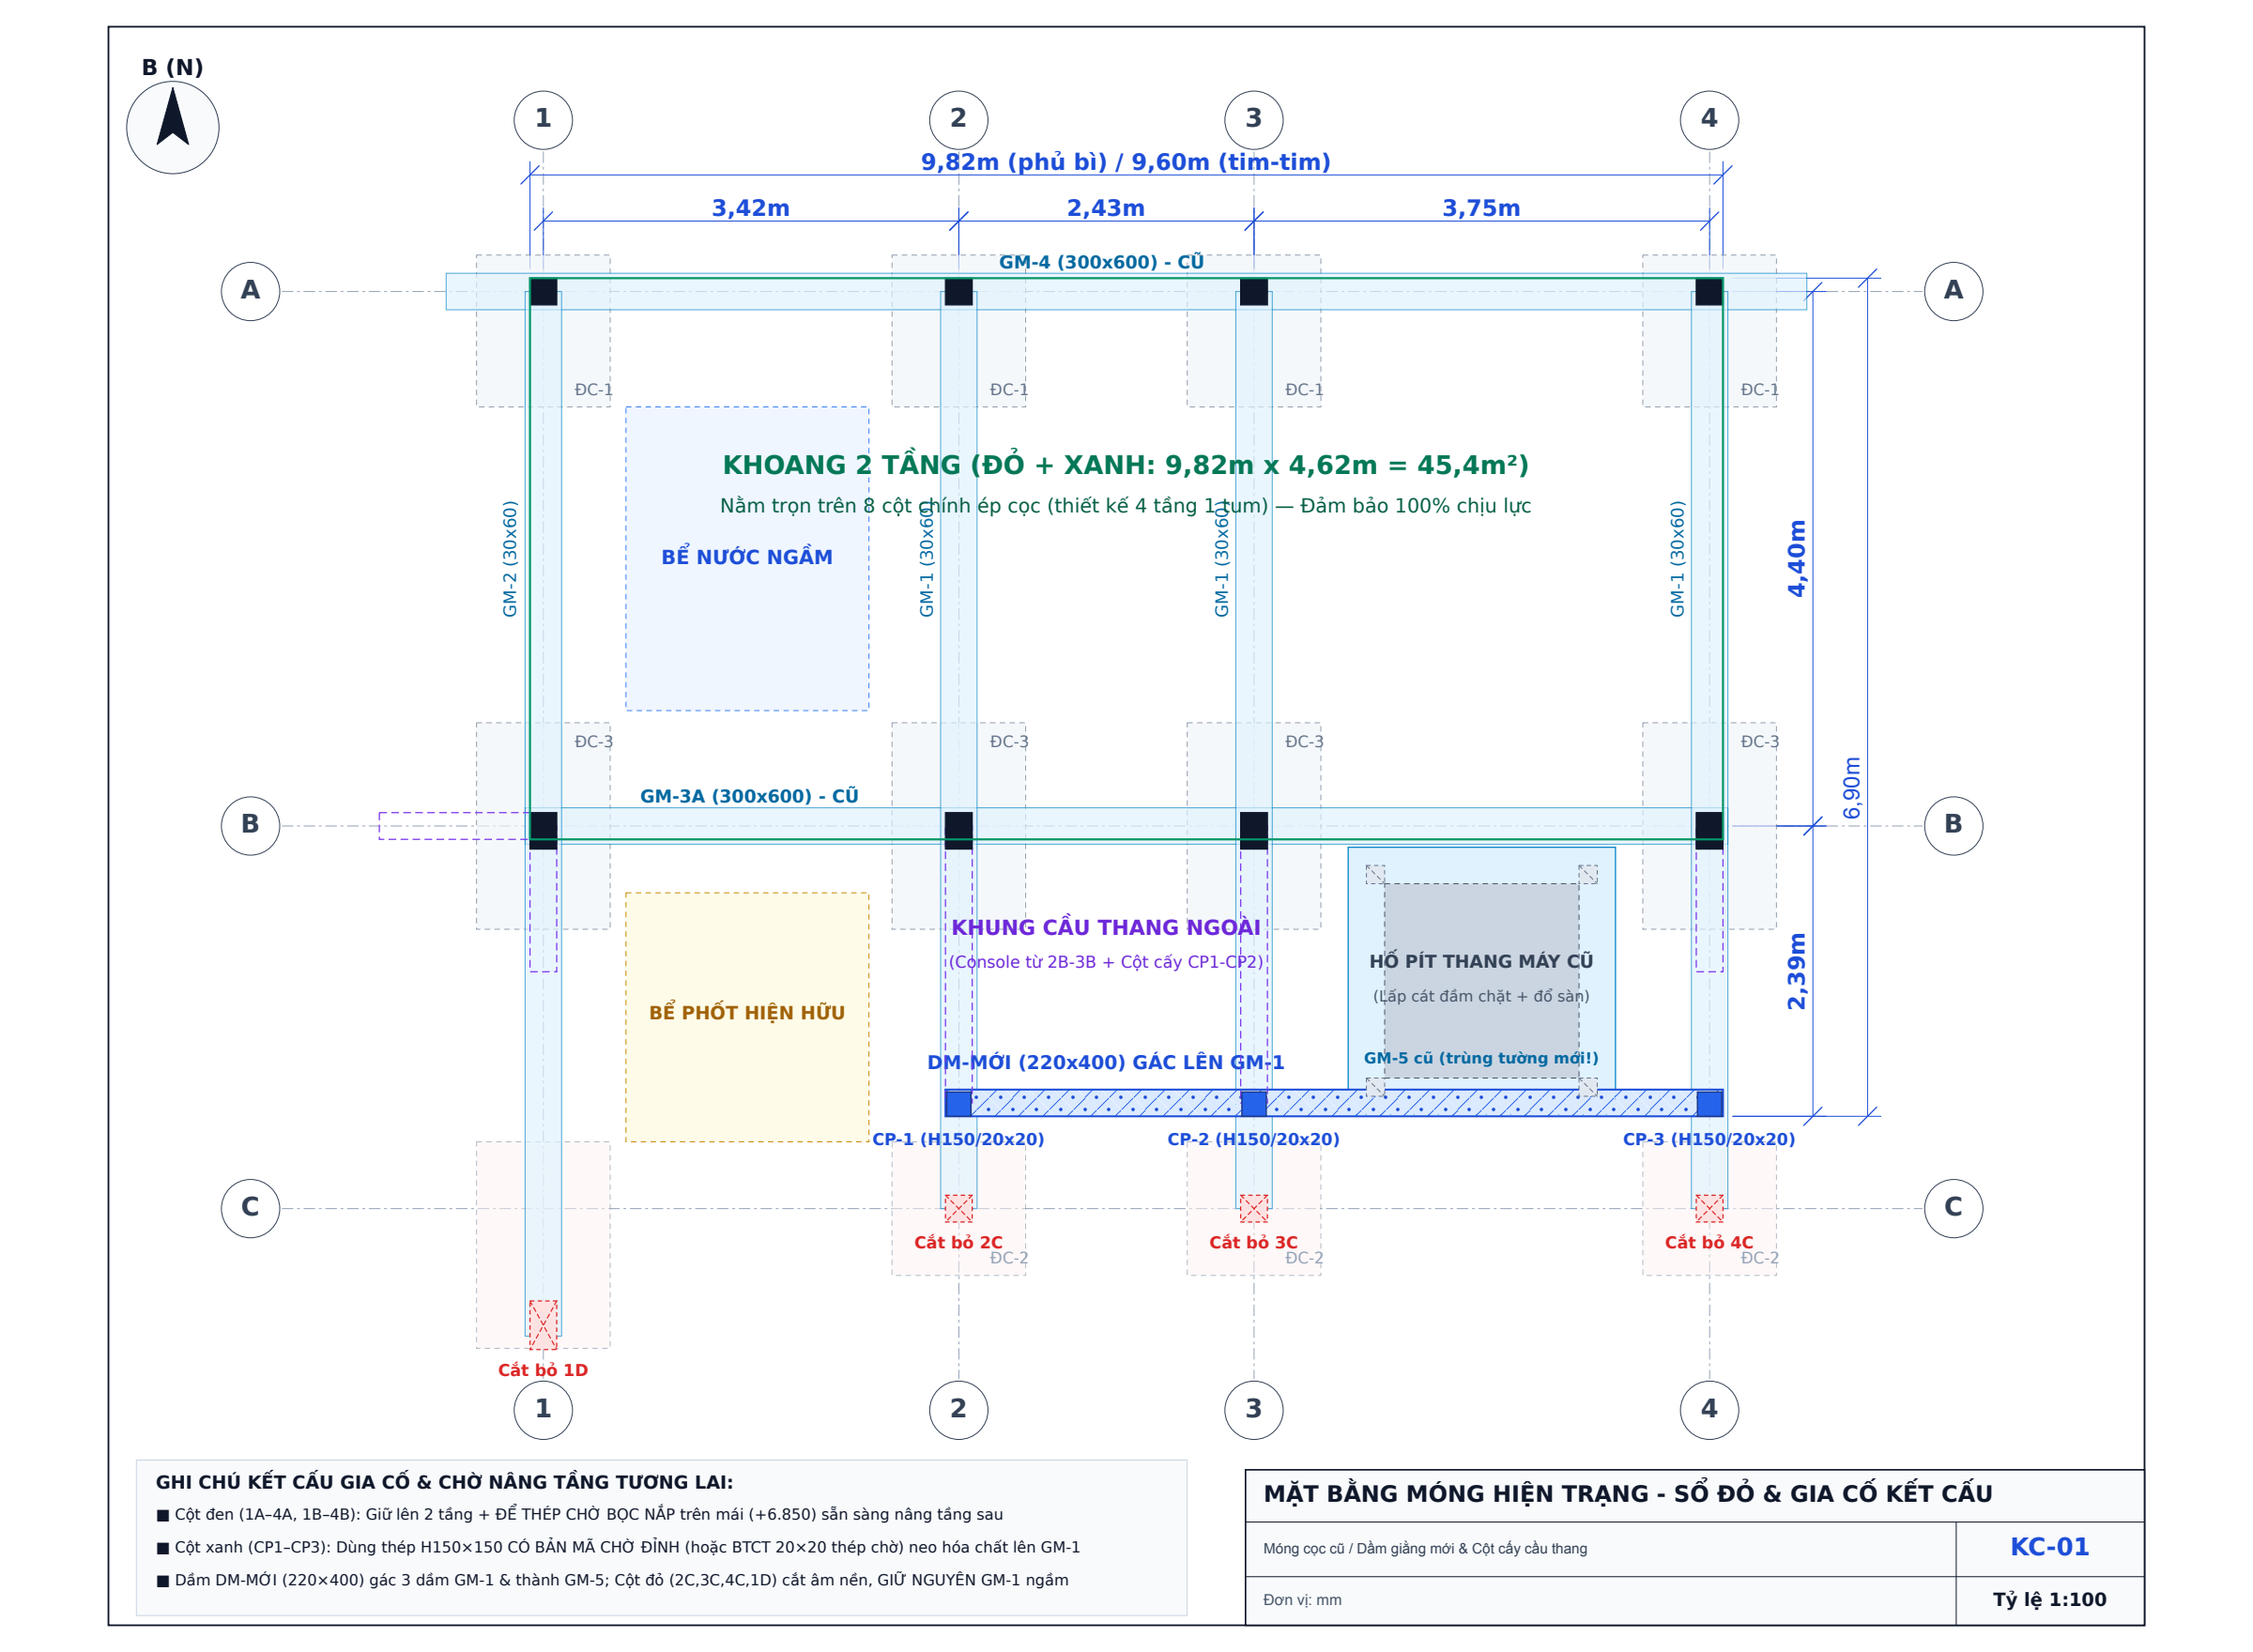 B (N)
1
2
3
4
9,82m (phủ bì) / 9,60m (tim-tim)
3,42m
2,43m
3,75m
GM-4 (300x600) - CŨ
A
A
ĐC-1
ĐC-1
ĐC-1
ĐC-1
KHOANG 2 TẦNG (ĐỎ + XANH: 9,82m x 4,62m = 45,4m²)
Nằm trọn trên 8 cột chính ép cọc (thiết kế 4 tầng 1 tum) — Đảm bảo 100% chịu lực
GM-2 (30x60)
GM-1 (30x60)
GM-1 (30x60)
GM-1 (30x60)
4,40m
BỂ NƯỚC NGẦM
ĐC-3
ĐC-3
ĐC-3
ĐC-3
6,90m
GM-3A (300x600) - CŨ
B
B
KHUNG CẦU THANG NGOÀI
(Console từ 2B-3B + Cột cấy CP1-CP2)
HỐ PÍT THANG MÁY CŨ
(Lấp cát đầm chặt + đổ sàn)
2,39m
BỂ PHỐT HIỆN HỮU
DM-MỚI (220x400) GÁC LÊN GM-1
GM-5 cũ (trùng tường mới!)
CP-1 (H150/20x20)
CP-2 (H150/20x20)
CP-3 (H150/20x20)
C
C
Cắt bỏ 2C
Cắt bỏ 3C
Cắt bỏ 4C
ĐC-2
ĐC-2
ĐC-2
Cắt bỏ 1D
1
2
3
4
GHI CHÚ KẾT CẤU GIA CỐ & CHỜ NÂNG TẦNG TƯƠNG LAI:
■ Cột đen (1A–4A, 1B–4B): Giữ lên 2 tầng + ĐỂ THÉP CHỜ BỌC NẮP trên mái (+6.850) sẵn sàng nâng tầng sau
■ Cột xanh (CP1–CP3): Dùng thép H150×150 CÓ BẢN MÃ CHỜ ĐỈNH (hoặc BTCT 20×20 thép chờ) neo hóa chất lên GM-1
■ Dầm DM-MỚI (220×400) gác 3 dầm GM-1 & thành GM-5; Cột đỏ (2C,3C,4C,1D) cắt âm nền, GIỮ NGUYÊN GM-1 ngầm
MẶT BẰNG MÓNG HIỆN TRẠNG - SỔ ĐỎ & GIA CỐ KẾT CẤU
Móng cọc cũ / Dầm giằng mới & Cột cấy cầu thang
KC-01
Đơn vị: mm
Tỷ lệ 1:100